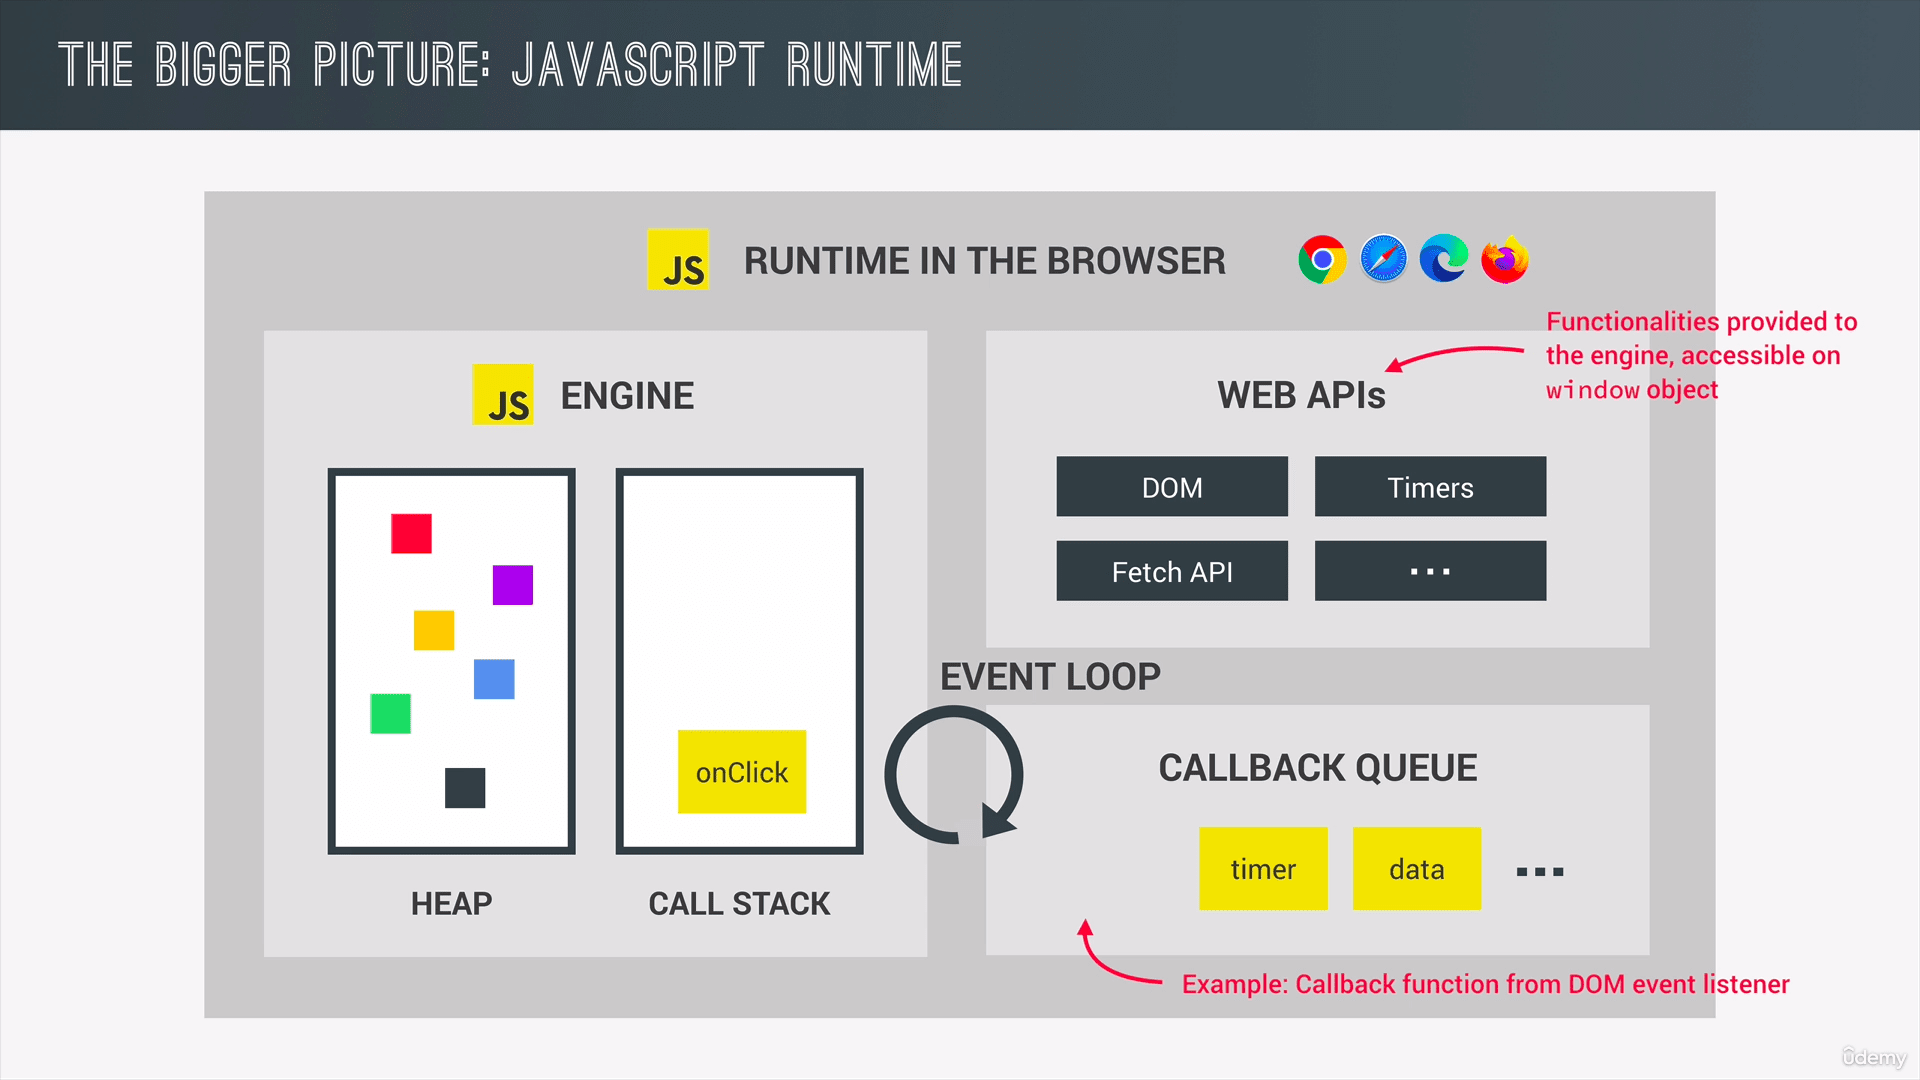 THE BIGGER PICTURE: JAVASCRIPT RUNTIME
JS
RUNTIME IN THE BROWSER
Functionalities provided to
the engine, accessible on
window object
JS
ENGINE
WEB APIs
DOM
Timers
Fetch API
...
EVENT LOOP
onClick
CALLBACK QUEUE
timer
data
...
HEAP
CALL STACK
Example: Callback function from DOM event listener
ûdemy